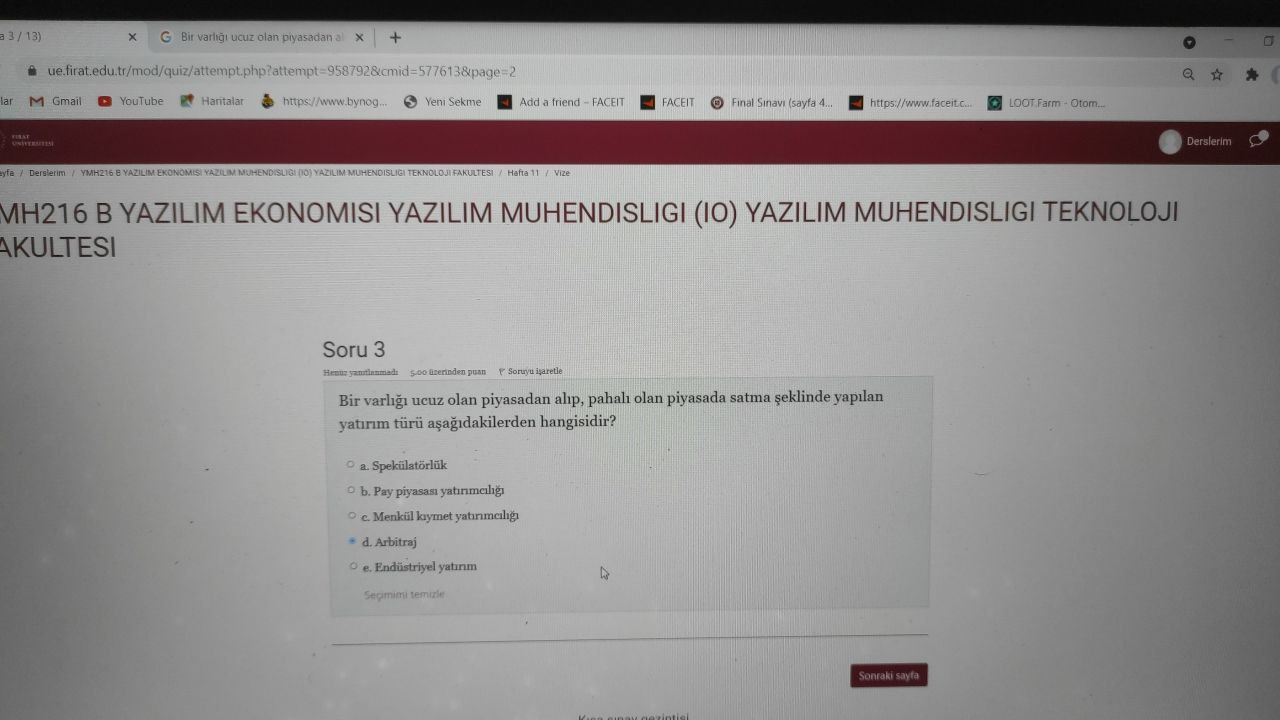 a 3 / 13)
Bir varlığı ucuz olan piyasadan al
ue.firat.edu.tr/mod/quiz/attempt.php?attempt=958792&cmid=577613&page=2
lar Gmail YouTube Haritalar https://www.bynog... Yeni Sekme Add a friend – FACEIT FACEIT Final Sınavı (sayfa 4... https://www.faceit.c... LOOT.Farm - Otom...
FIRAT
ÜNİVERSİTESİ
Derslerim
ayfa / Derslerim / YMH216 B YAZILIM EKONOMISI YAZILIM MUHENDISLIGI (IO) YAZILIM MUHENDISLIGI TEKNOLOJI FAKULTESI / Hafta 11 / Vize
MH216 B YAZILIM EKONOMISI YAZILIM MUHENDISLIGI (IO) YAZILIM MUHENDISLIGI TEKNOLOJI
AKULTESI
Soru 3
Henüz yanıtlanmadı 5,00 üzerinden puan Soruyu işaretle
Bir varlığı ucuz olan piyasadan alıp, pahalı olan piyasada satma şeklinde yapılan
yatırım türü aşağıdakilerden hangisidir?
a. Spekülatörlük
b. Pay piyasası yatırımcılığı
c. Menkül kıymet yatırımcılığı
d. Arbitraj
e. Endüstriyel yatırım
Seçimimi temizle
Sonraki sayfa
Kısa sınav gezintisi